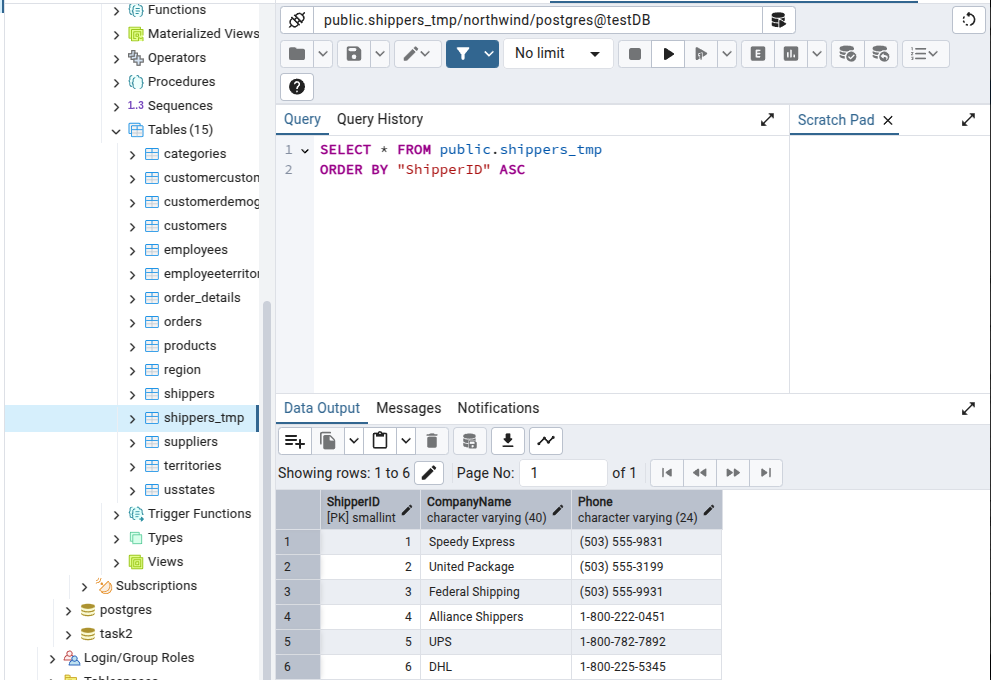 Functions
Materialized Views
Operators
Procedures
1..3 Sequences
Tables (15)
categories
customercuston
customerdemog
customers
employees
employeeterritor
order_details
orders
products
region
shippers
shippers_tmp
suppliers
territories
usstates
Trigger Functions
Types
Views
Subscriptions
postgres
task2
Login/Group Roles
Tablespaces
public.shippers_tmp/northwind/postgres@testDB
No limit
E
Query
Query History
Scratch Pad
1 SELECT * FROM public.shippers_tmp
2 ORDER BY "ShipperID" ASC
Data Output Messages Notifications
Showing rows: 1 to 6 Page No: 1 of 1
ShipperID CompanyName Phone
[PK] smallint character varying (40) character varying (24)
1 1 Speedy Express (503) 555-9831
2 2 United Package (503) 555-3199
3 3 Federal Shipping (503) 555-9931
4 4 Alliance Shippers 1-800-222-0451
5 5 UPS 1-800-782-7892
6 6 DHL 1-800-225-5345